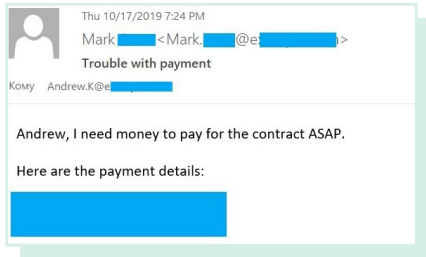 Thu 10/17/2019 7:24 PM
Mark <Mark. @e >
Trouble with payment
Кому Andrew.K@e
Andrew, I need money to pay for the contract ASAP.
Here are the payment details: